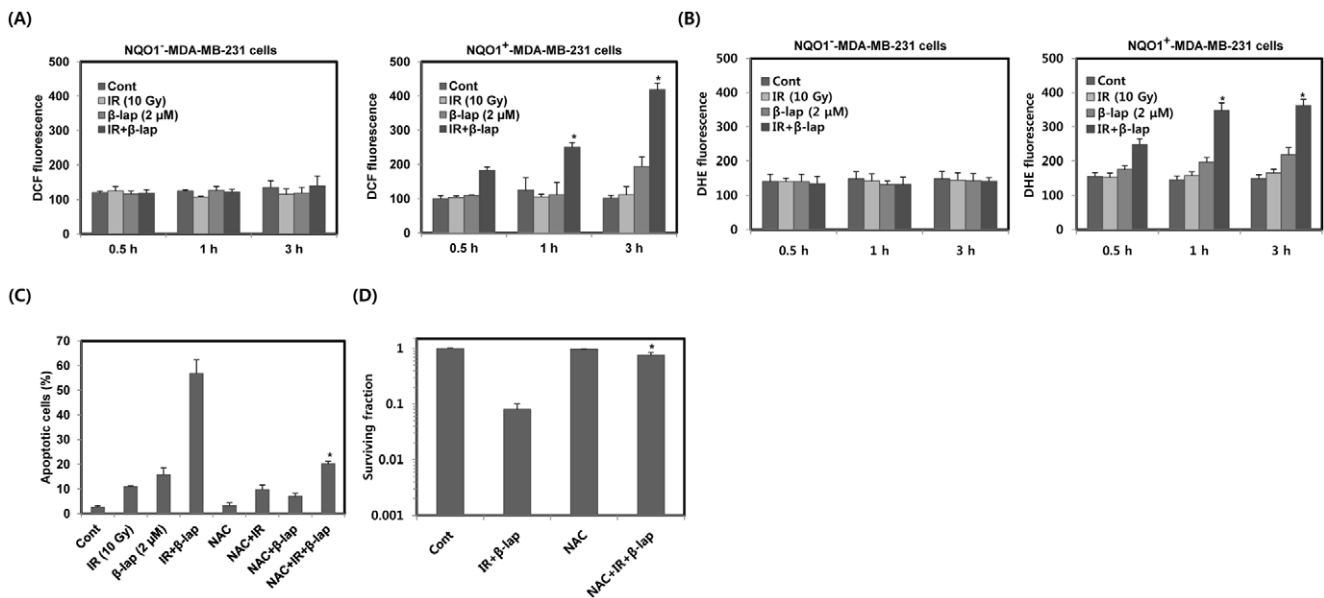 (A)
NQO1⁻-MDA-MB-231 cells
DCF fluorescence
500
400
300
200
100
0
Cont
IR (10 Gy)
β-lap (2 μM)
IR+β-lap
0.5 h 1 h 3 h
NQO1⁺-MDA-MB-231 cells
DCF fluorescence
500
400
300
200
100
0
Cont
IR (10 Gy)
β-lap (2 μM)
IR+β-lap
*
*
0.5 h 1 h 3 h
(B)
NQO1⁻-MDA-MB-231 cells
DHE fluorescence
500
400
300
200
100
0
Cont
IR (10 Gy)
β-lap (2 μM)
IR+β-lap
0.5 h 1 h 3 h
NQO1⁺-MDA-MB-231 cells
DHE fluorescence
500
400
300
200
100
0
Cont
IR (10 Gy)
β-lap (2 μM)
IR+β-lap
*
*
0.5 h 1 h 3 h
(C)
Apoptotic cells (%)
70
60
50
40
30
20
10
0
*
Cont
IR (10 Gy)
β-lap (2 μM)
IR+β-lap
NAC
NAC+IR
NAC+β-lap
NAC+IR+β-lap
(D)
Surviving fraction
1
0.1
0.01
0.001
*
Cont
IR+β-lap
NAC
NAC+IR+β-lap